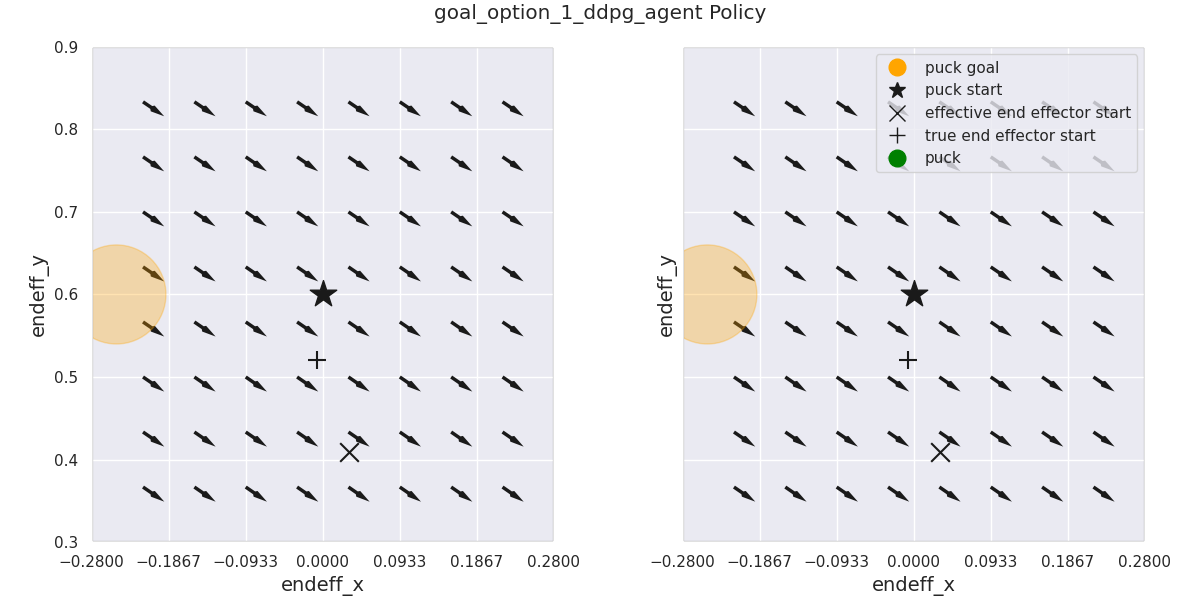 goal_option_1_ddpg_agent Policy
endeff_y
0.9
0.8
0.7
0.6
0.5
0.4
0.3
−0.2800 −0.1867 −0.0933 0.0000 0.0933 0.1867 0.2800
endeff_x
endeff_y
puck goal
puck start
effective end effector start
true end effector start
puck
−0.2800 −0.1867 −0.0933 0.0000 0.0933 0.1867 0.2800
endeff_x